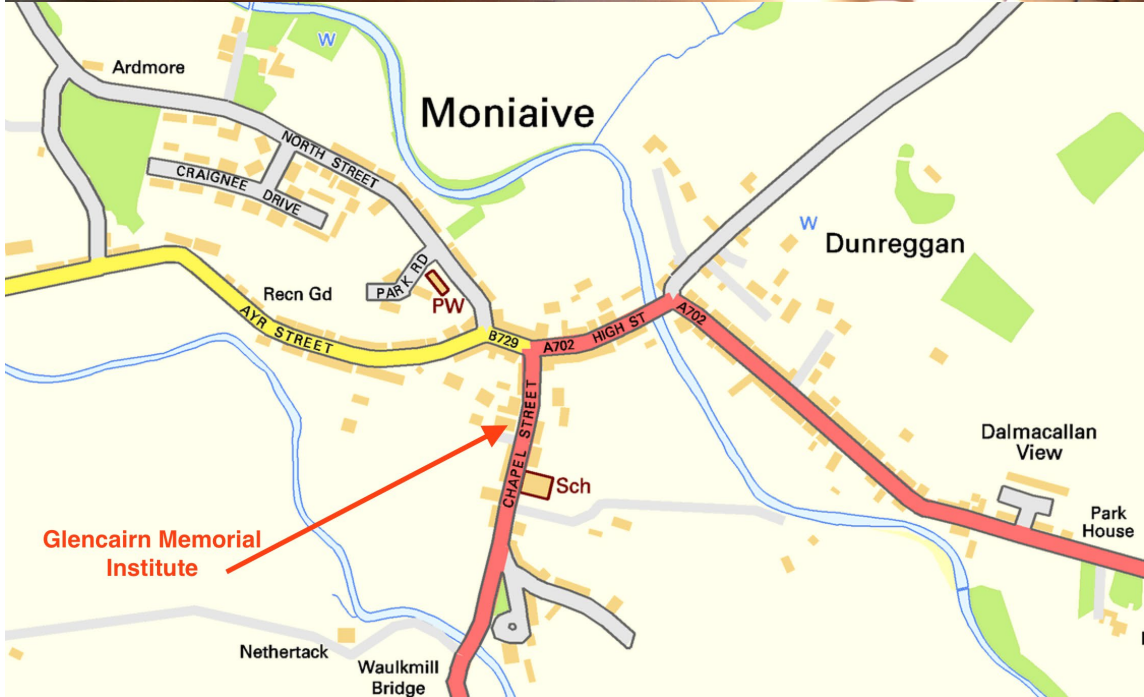 W
Ardmore
Moniaive
NORTH STREET
CRAIGNEE DRIVE
W
Dunreggan
PARK RD
PW
Recn Gd
AYR STREET
B729
A702
HIGH ST
A702
CHAPEL STREET
Sch
Dalmacallan
View
Park
House
Glencairn Memorial
Institute
Nethertack
Waulkmill
Bridge